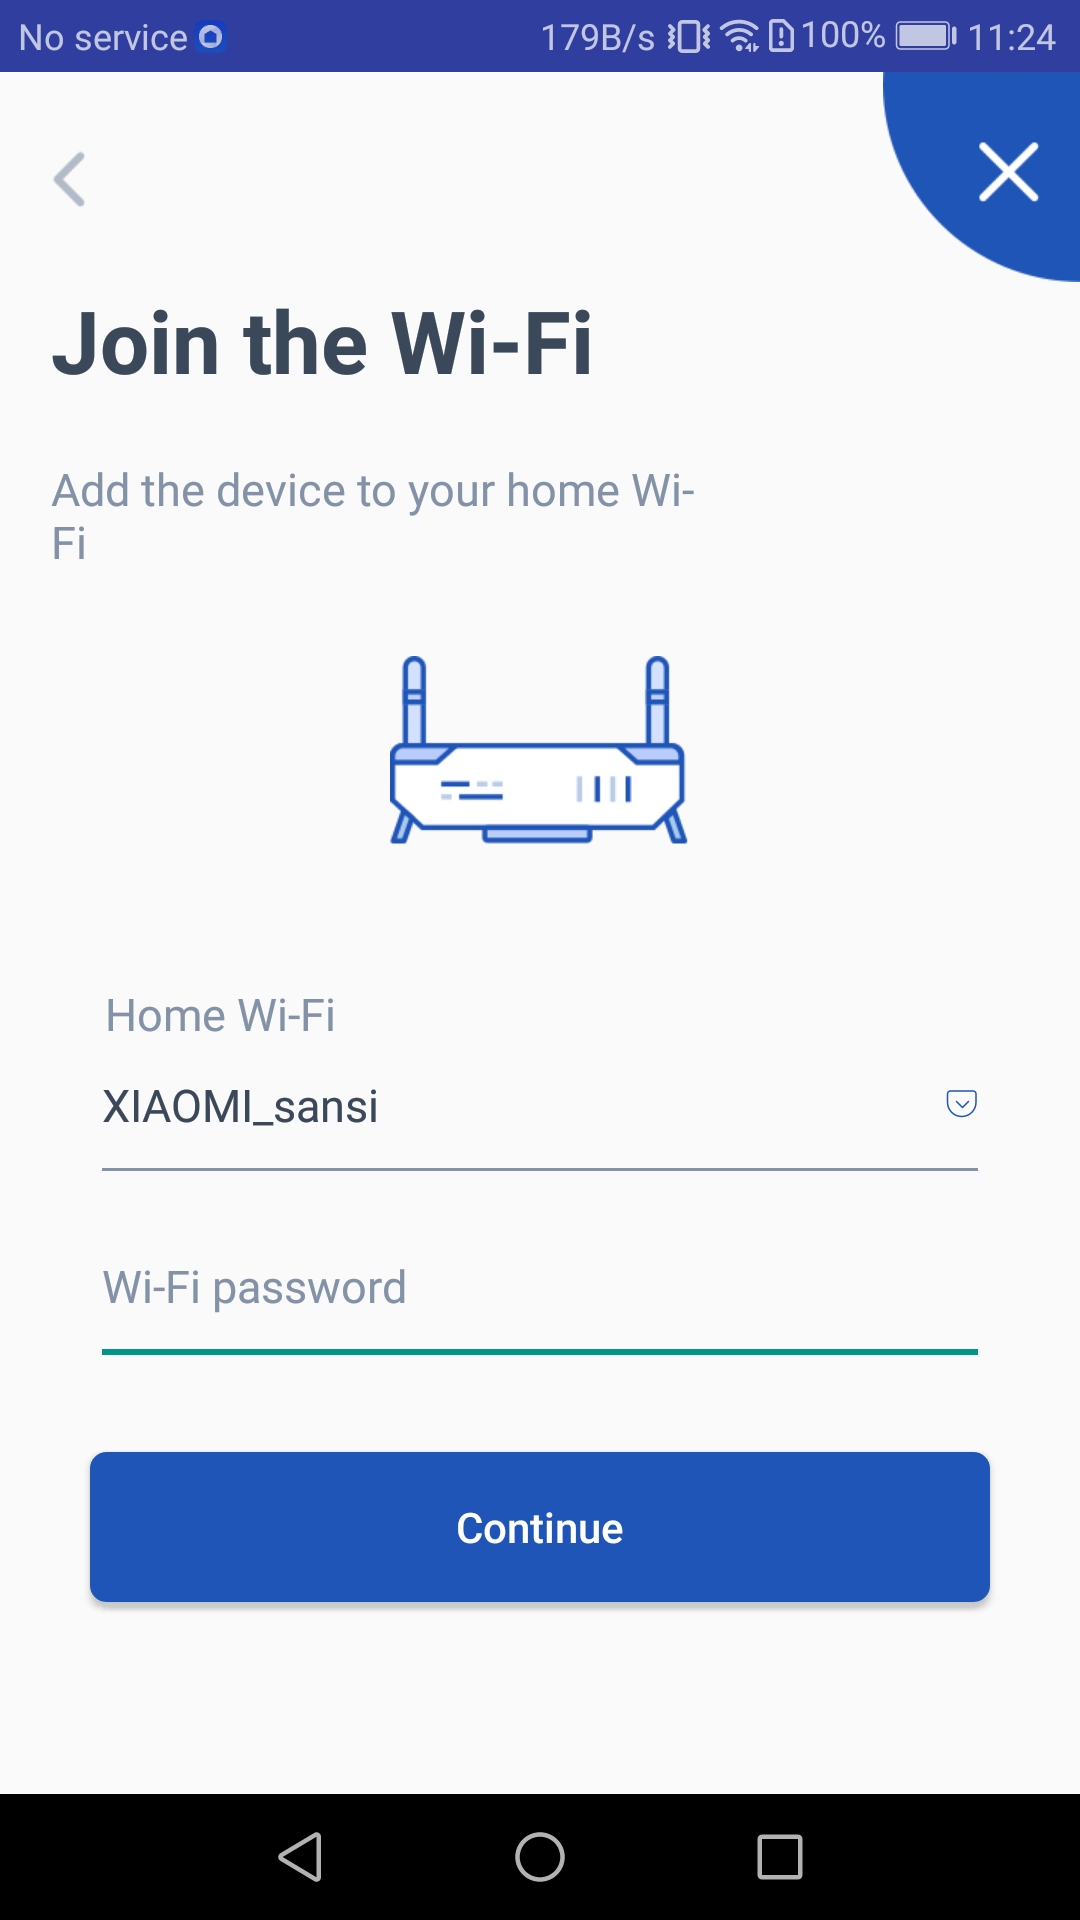 No service 179B/s 100% 11:24
Join the Wi-Fi
Add the device to your home Wi-
Fi
Home Wi-Fi
XIAOMI_sansi
Wi-Fi password
Continue